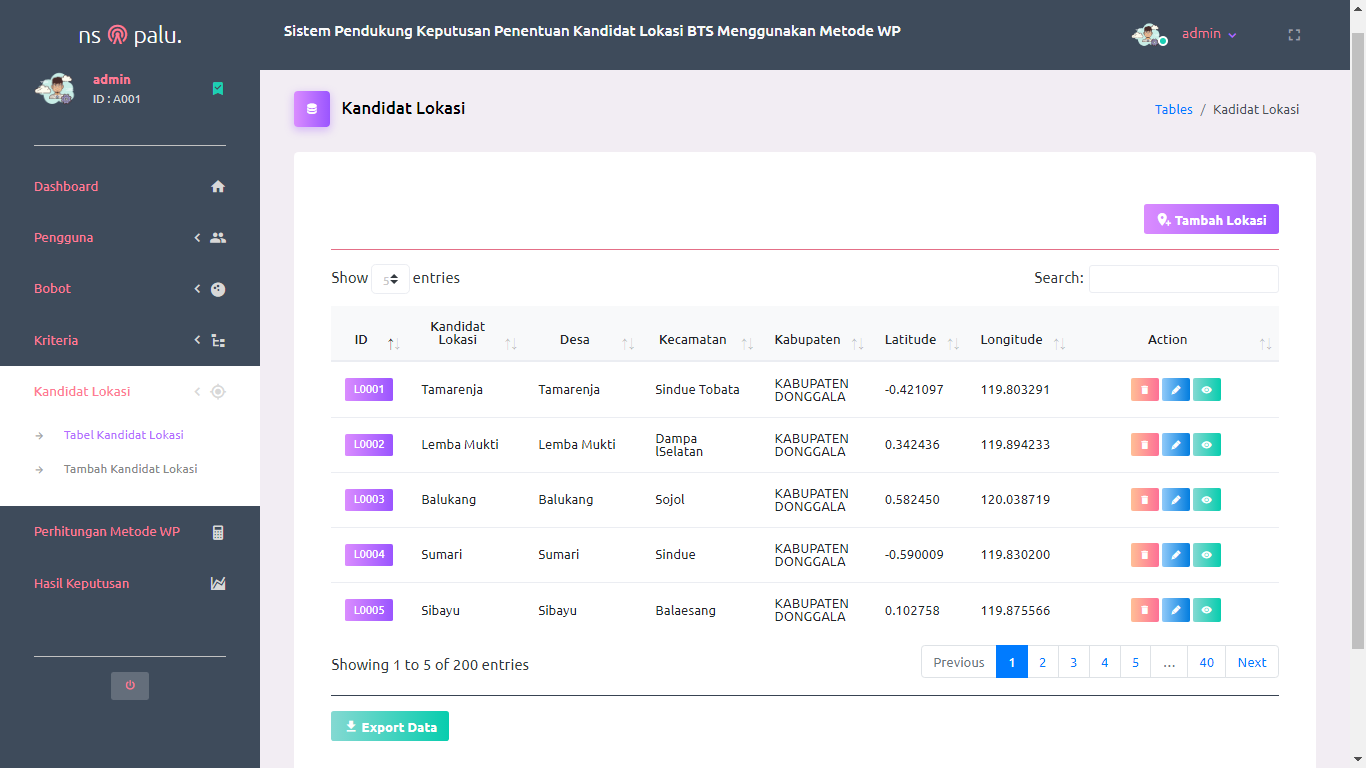 ns palu.
Sistem Pendukung Keputusan Penentuan Kandidat Lokasi BTS Menggunakan Metode WP
admin
admin
ID : A001
Dashboard
Pengguna
Bobot
Kriteria
Kandidat Lokasi
Tabel Kandidat Lokasi
Tambah Kandidat Lokasi
Perhitungan Metode WP
Hasil Keputusan
Kandidat Lokasi
Tables / Kadidat Lokasi
Tambah Lokasi
Show 5 entries
Search:
ID Kandidat Lokasi Desa Kecamatan Kabupaten Latitude Longitude Action
L0001 Tamarenja Tamarenja Sindue Tobata KABUPATEN DONGGALA -0.421097 119.803291
L0002 Lemba Mukti Lemba Mukti Dampa lSelatan KABUPATEN DONGGALA 0.342436 119.894233
L0003 Balukang Balukang Sojol KABUPATEN DONGGALA 0.582450 120.038719
L0004 Sumari Sumari Sindue KABUPATEN DONGGALA -0.590009 119.830200
L0005 Sibayu Sibayu Balaesang KABUPATEN DONGGALA 0.102758 119.875566
Showing 1 to 5 of 200 entries
Previous 1 2 3 4 5 … 40 Next
Export Data